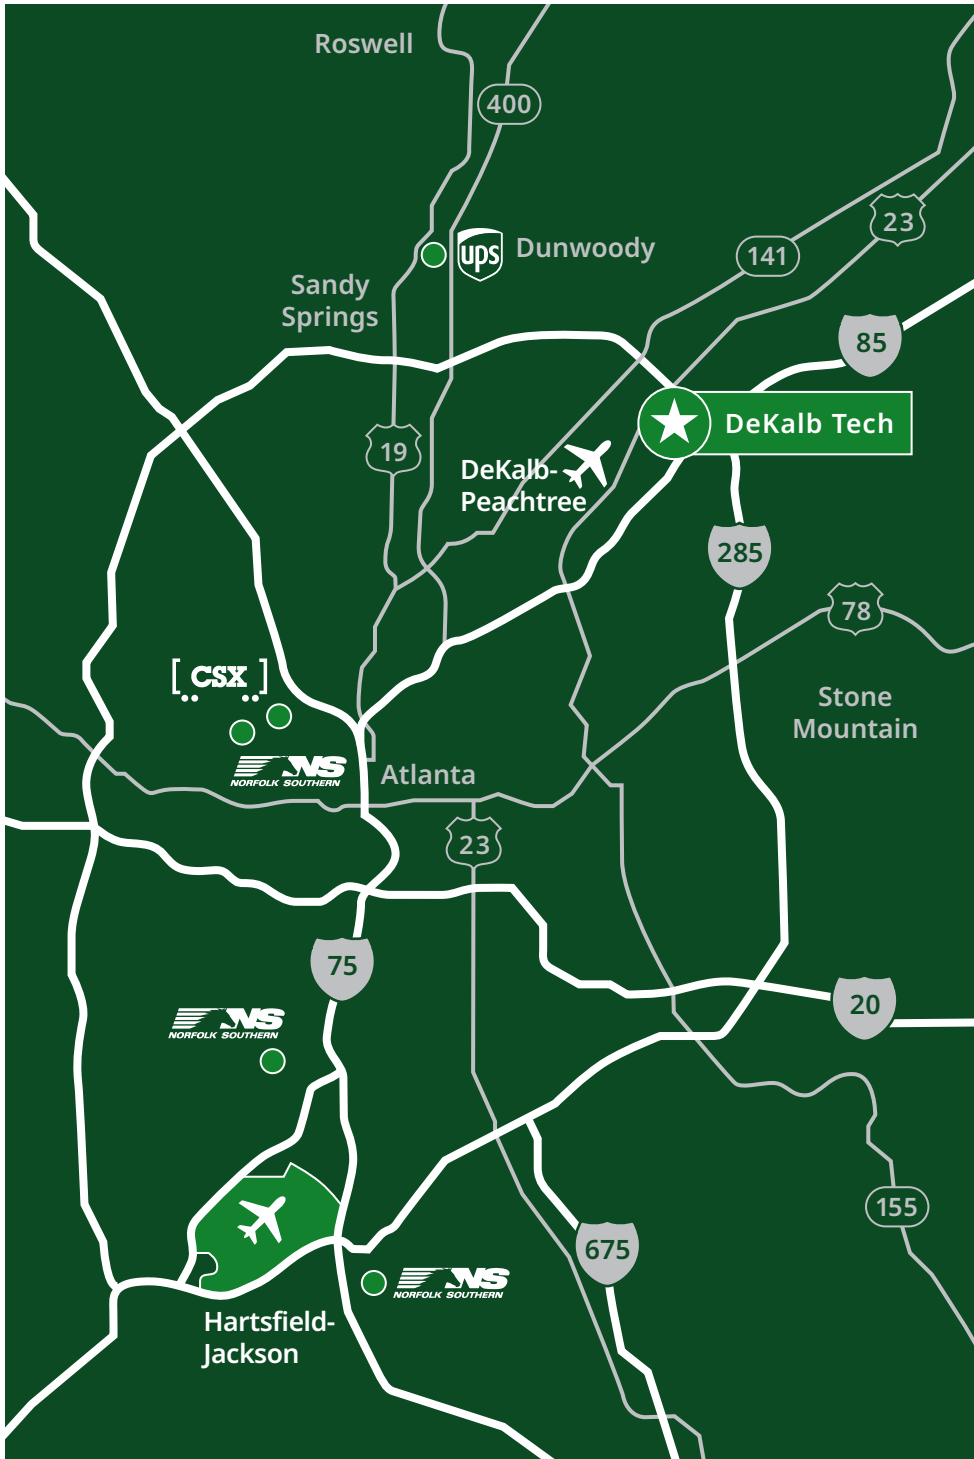 Roswell
400
23
141
ups
Dunwoody
Sandy
Springs
85
DeKalb Tech
19
DeKalb-
Peachtree
285
78
CSX
Stone
Mountain
NS
NORFOLK SOUTHERN
Atlanta
23
75
20
NS
NORFOLK SOUTHERN
155
675
NS
NORFOLK SOUTHERN
Hartsfield-
Jackson